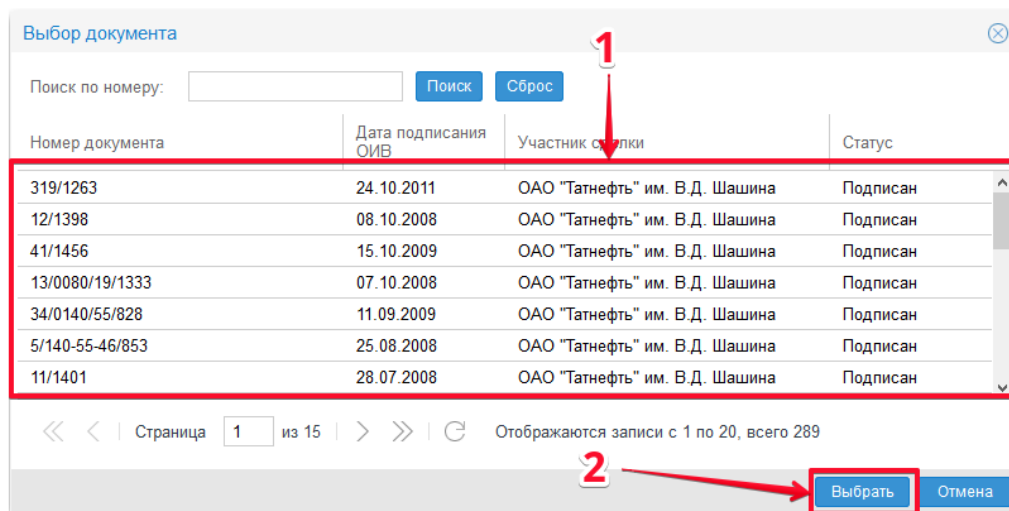 Выбор документа
1
Поиск по номеру: Поиск Сброс
Номер документа Дата подписания ОИВ Участник сделки Статус
319/1263 24.10.2011 ОАО "Татнефть" им. В.Д. Шашина Подписан
12/1398 08.10.2008 ОАО "Татнефть" им. В.Д. Шашина Подписан
41/1456 15.10.2009 ОАО "Татнефть" им. В.Д. Шашина Подписан
13/0080/19/1333 07.10.2008 ОАО "Татнефть" им. В.Д. Шашина Подписан
34/0140/55/828 11.09.2009 ОАО "Татнефть" им. В.Д. Шашина Подписан
5/140-55-46/853 25.08.2008 ОАО "Татнефть" им. В.Д. Шашина Подписан
11/1401 28.07.2008 ОАО "Татнефть" им. В.Д. Шашина Подписан
Страница 1 из 15 Отображаются записи с 1 по 20, всего 289
2
Выбрать Отмена